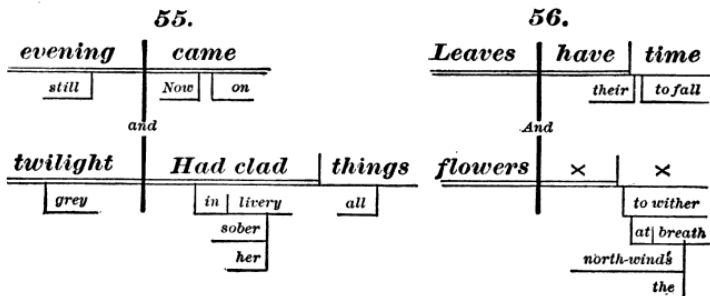 55.
evening came
still Now on
and
twilight Had clad things
grey in livery all
sober
her
56.
Leaves have time
their to fall
And
flowers × ×
to wither
at breath
north-wind's
the